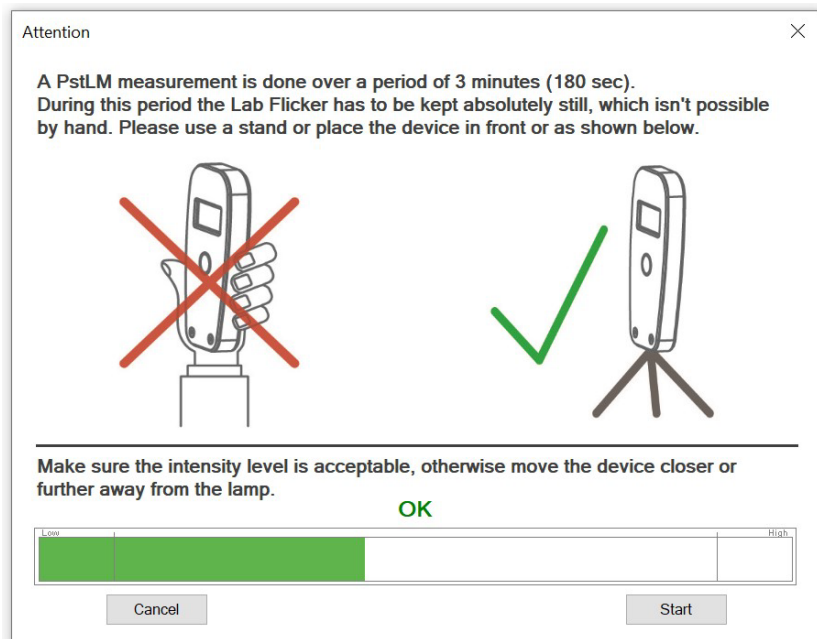 Attention
A PstLM measurement is done over a period of 3 minutes (180 sec).
During this period the Lab Flicker has to be kept absolutely still, which isn't possible
by hand. Please use a stand or place the device in front or as shown below.
Make sure the intensity level is acceptable, otherwise move the device closer or
further away from the lamp.
OK
Low High
Cancel Start